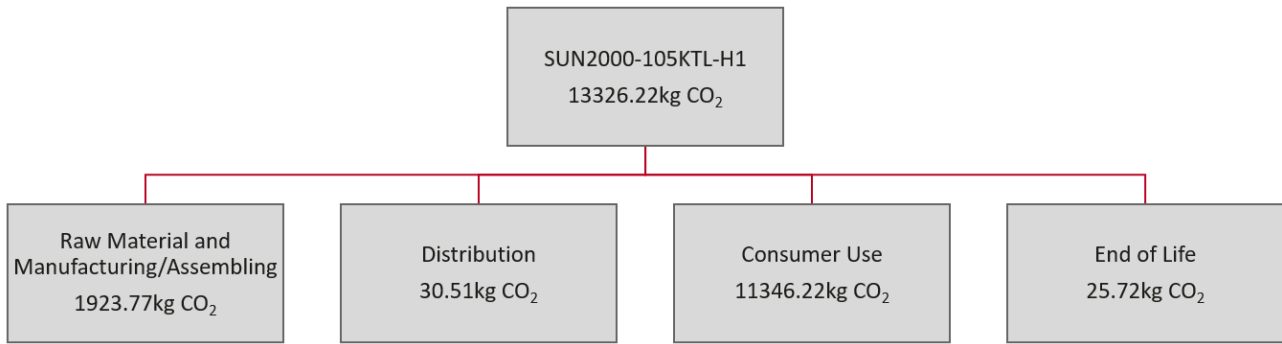 SUN2000-105KTL-H1
13326.22kg CO₂
Raw Material and
Manufacturing/Assembling
1923.77kg CO₂
Distribution
30.51kg CO₂
Consumer Use
11346.22kg CO₂
End of Life
25.72kg CO₂